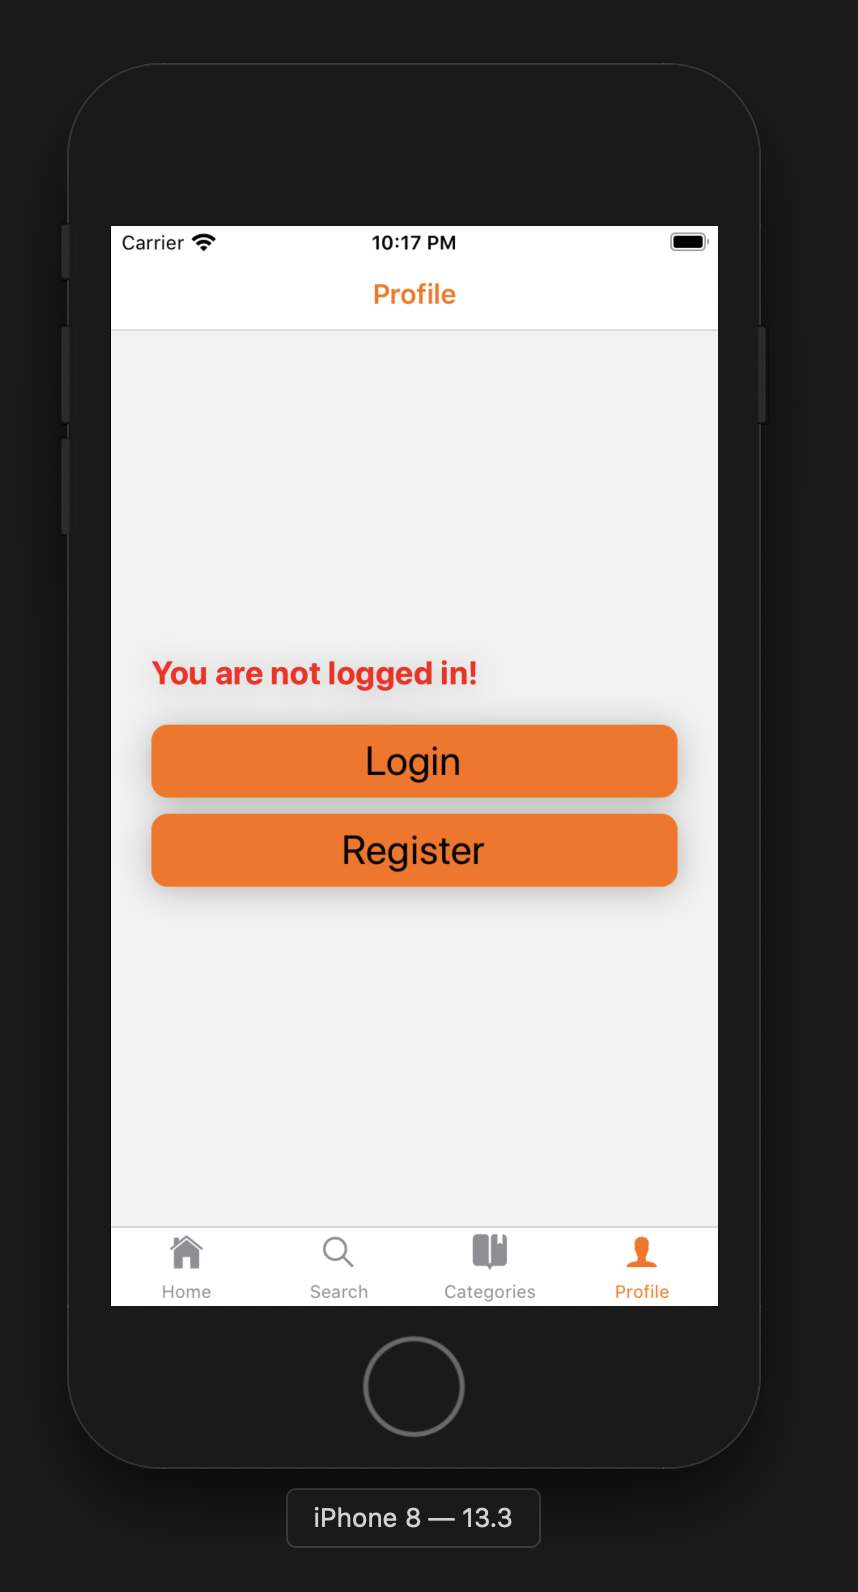 Carrier 10:17 PM
Profile
You are not logged in!
Login
Register
Home Search Categories Profile
iPhone 8 — 13.3